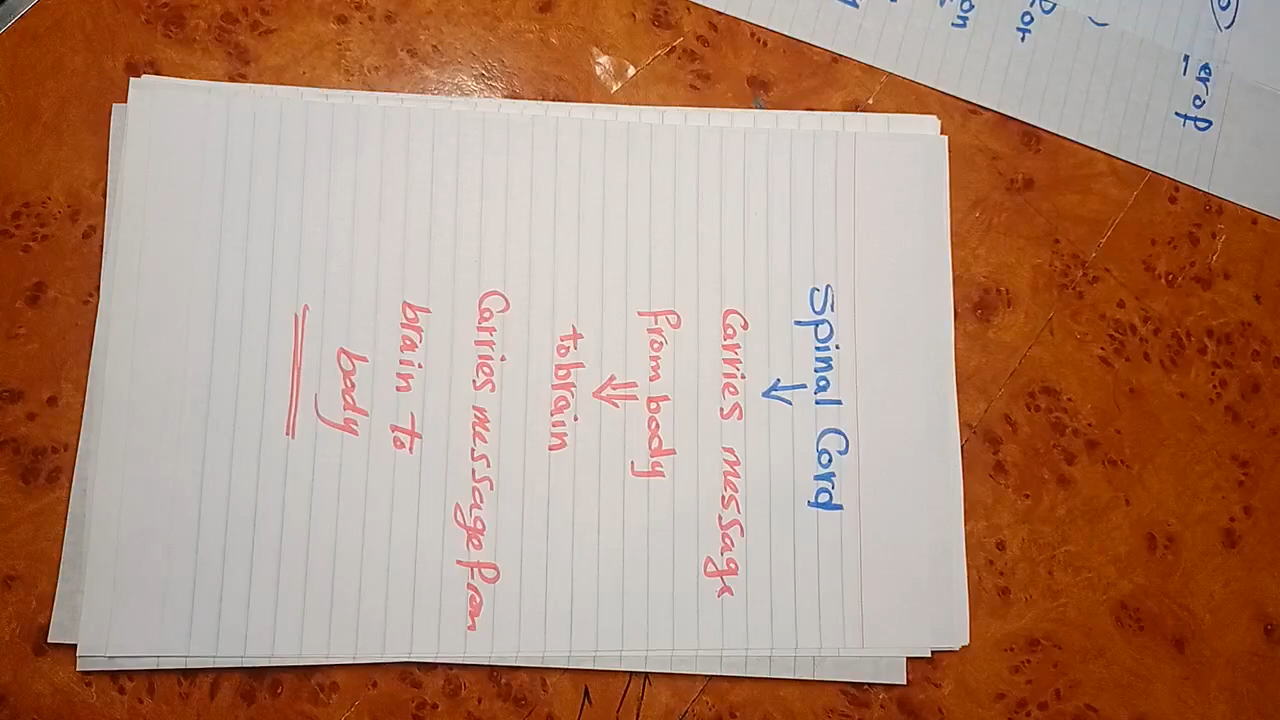 Spinal Cord
↓
Carries message
from body
⇓
to brain
Carries message from
brain to
body